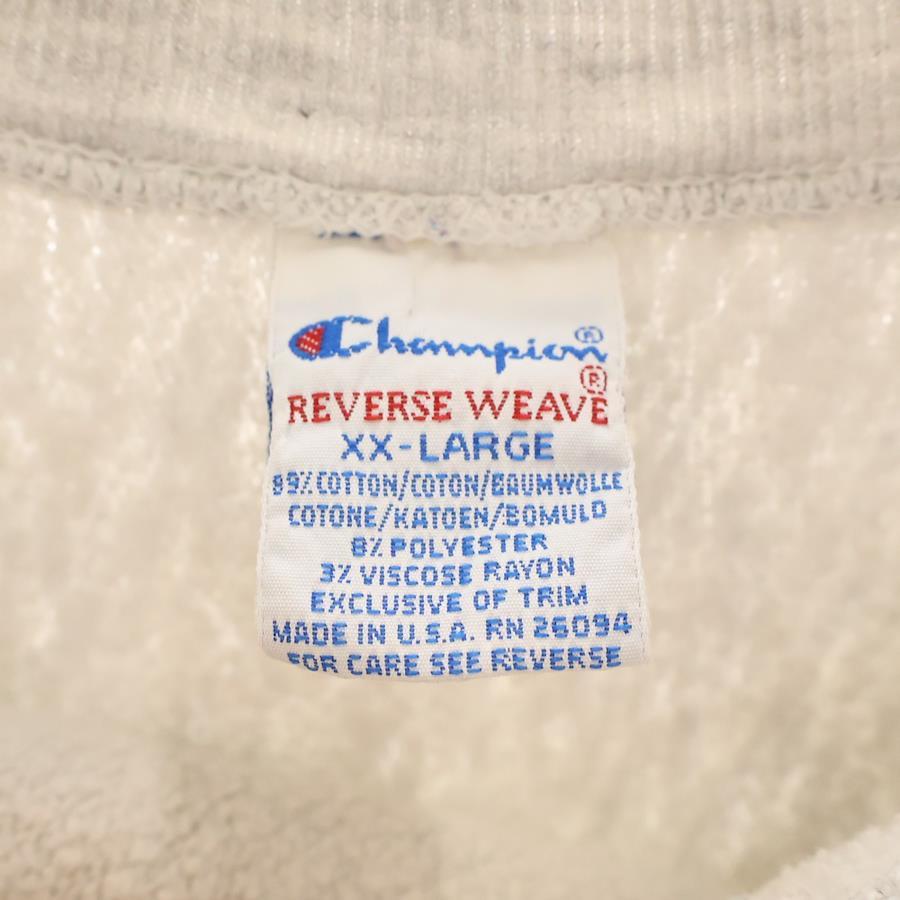 Champion®
REVERSE WEAVE®
XX-LARGE
89% COTTON/COTON/BAUMWOLLE
COTONE/KATOEN/BOMULD
8% POLYESTER
3% VISCOSE RAYON
EXCLUSIVE OF TRIM
MADE IN U.S.A. RN 26094
FOR CARE SEE REVERSE